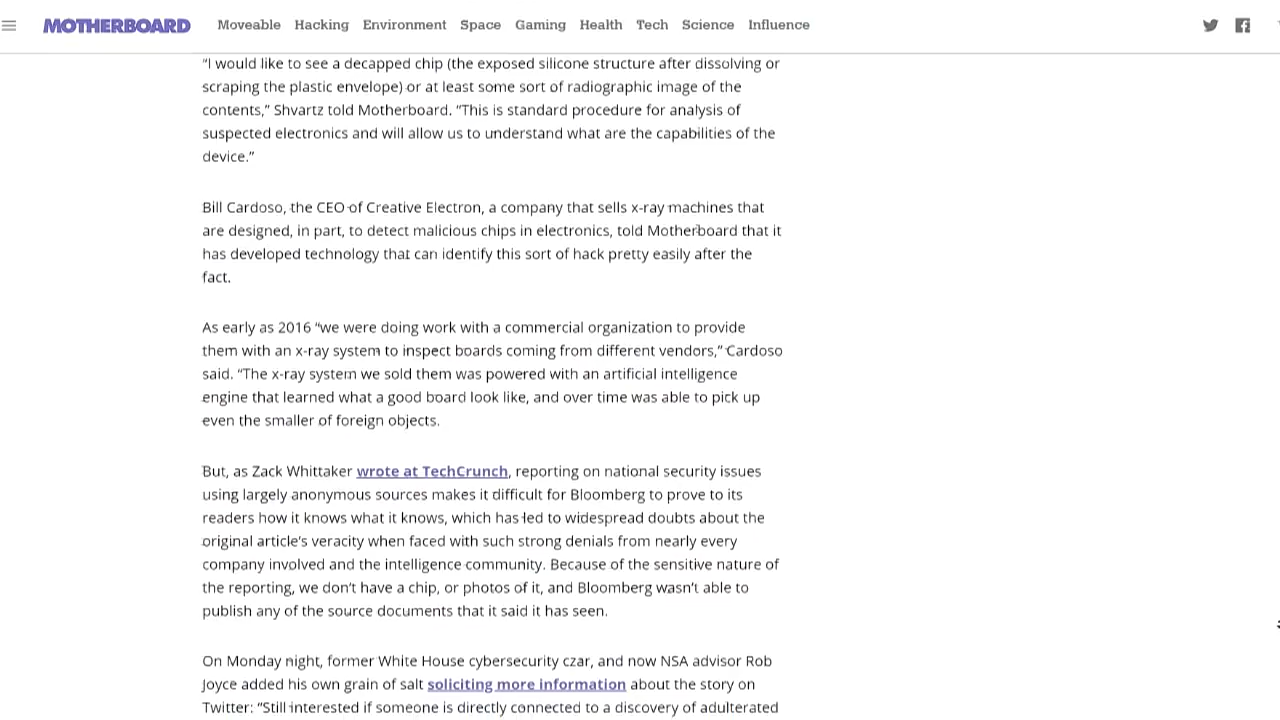 MOTHERBOARD Moveable Hacking Environment Space Gaming Health Tech Science Influence
“I would like to see a decapped chip (the exposed silicone structure after dissolving or
scraping the plastic envelope) or at least some sort of radiographic image of the
contents,” Shvartz told Motherboard. “This is standard procedure for analysis of
suspected electronics and will allow us to understand what are the capabilities of the
device.”
Bill Cardoso, the CEO of Creative Electron, a company that sells x-ray machines that
are designed, in part, to detect malicious chips in electronics, told Motherboard that it
has developed technology that can identify this sort of hack pretty easily after the
fact.
As early as 2016 “we were doing work with a commercial organization to provide
them with an x-ray system to inspect boards coming from different vendors,” Cardoso
said. “The x-ray system we sold them was powered with an artificial intelligence
engine that learned what a good board look like, and over time was able to pick up
even the smaller of foreign objects.
But, as Zack Whittaker wrote at TechCrunch, reporting on national security issues
using largely anonymous sources makes it difficult for Bloomberg to prove to its
readers how it knows what it knows, which has led to widespread doubts about the
original article’s veracity when faced with such strong denials from nearly every
company involved and the intelligence community. Because of the sensitive nature of
the reporting, we don’t have a chip, or photos of it, and Bloomberg wasn’t able to
publish any of the source documents that it said it has seen.
On Monday night, former White House cybersecurity czar, and now NSA advisor Rob
Joyce added his own grain of salt soliciting more information about the story on
Twitter: “Still interested if someone is directly connected to a discovery of adulterated